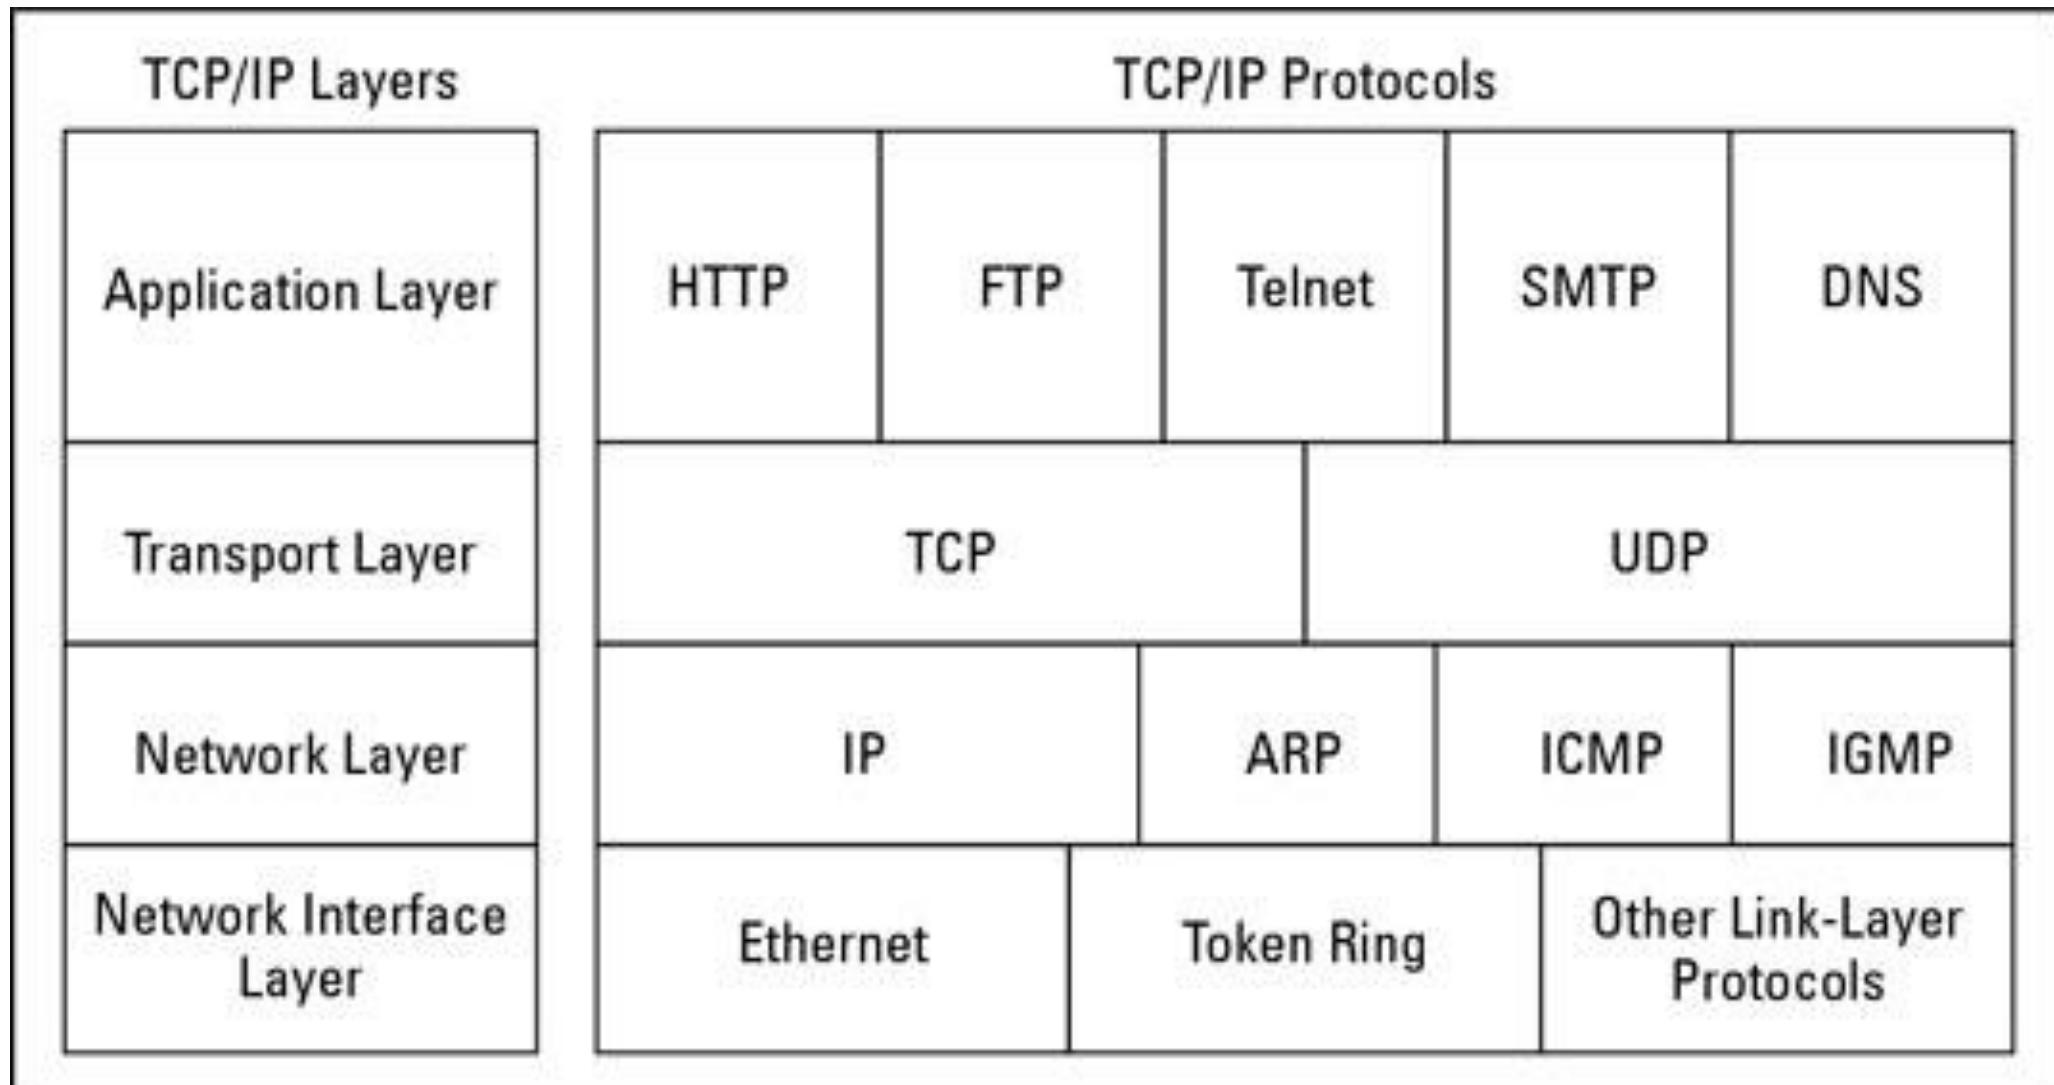 TCP/IP Layers
TCP/IP Protocols
Application Layer
HTTP
FTP
Telnet
SMTP
DNS
Transport Layer
TCP
UDP
Network Layer
IP
ARP
ICMP
IGMP
Network Interface
Layer
Ethernet
Token Ring
Other Link-Layer
Protocols